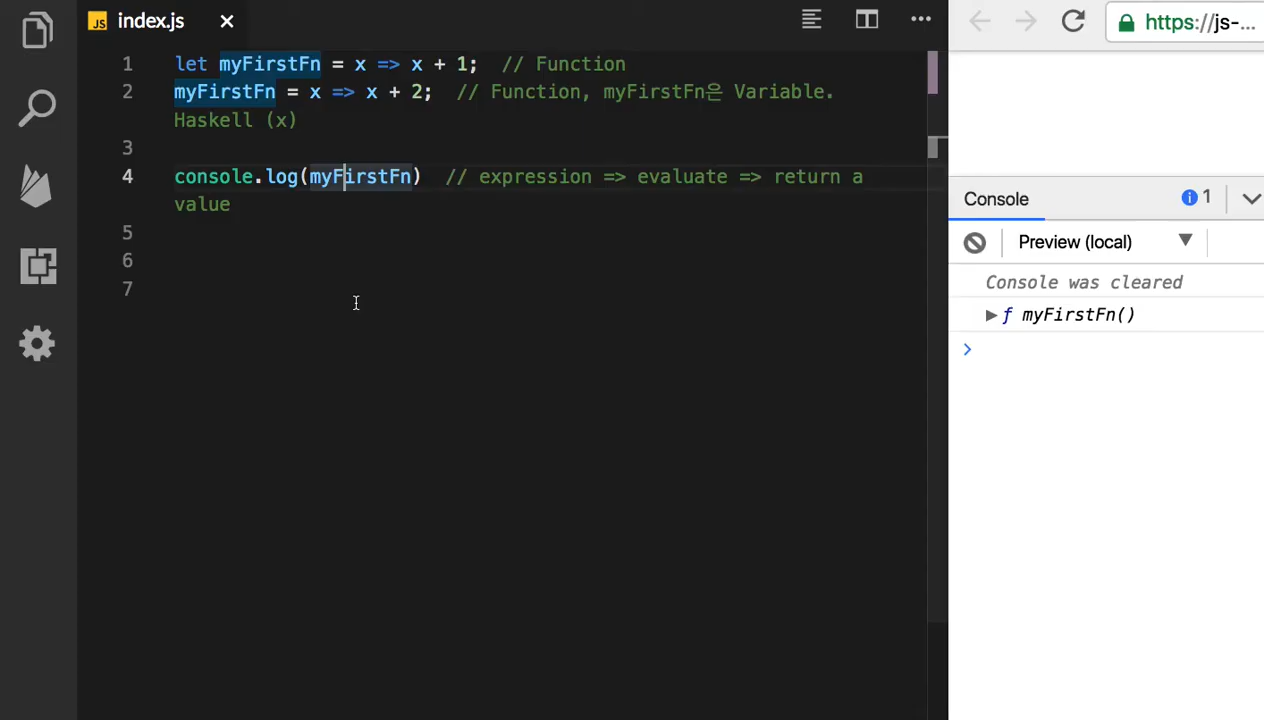 JS index.js ×
https://js-...
1 let myFirstFn = x => x + 1;  // Function
2 myFirstFn = x => x + 2;  // Function, myFirstFn은 Variable.
Haskell (x)
3
4 console.log(myFirstFn)  // expression => evaluate => return a
value
5
6
7
Console
1
Preview (local)
Console was cleared
ƒ myFirstFn()